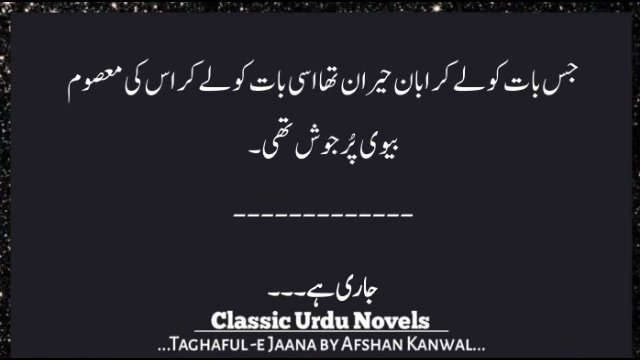 جس بات کو لے کر ابان حیران تھا اسی بات کو لے کر اس کی معصوم
بیوی پُر جوش تھی۔
-------------
جاری ہے۔۔۔
Classic Urdu Novels
...Taghaful-e Jaana by Afshan Kanwal...